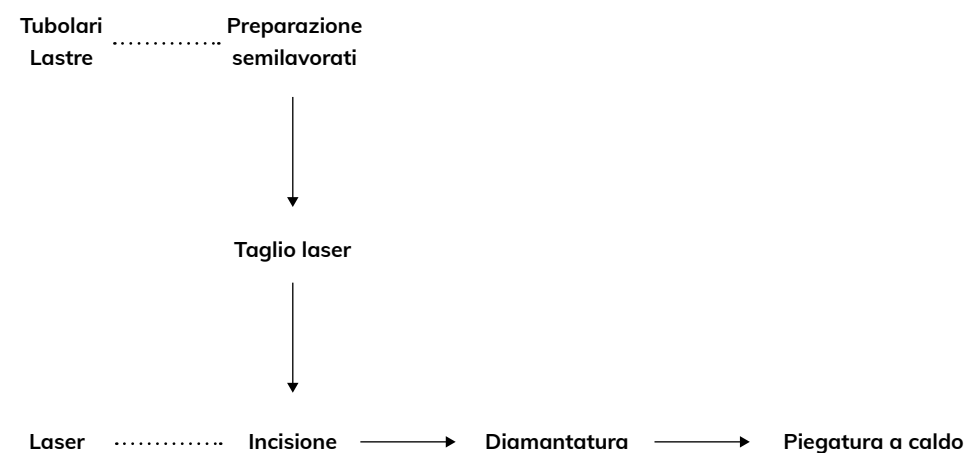 Tubolari
Lastre
Preparazione
semilavorati
Taglio laser
Laser
Incisione
Diamantatura
Piegatura a caldo